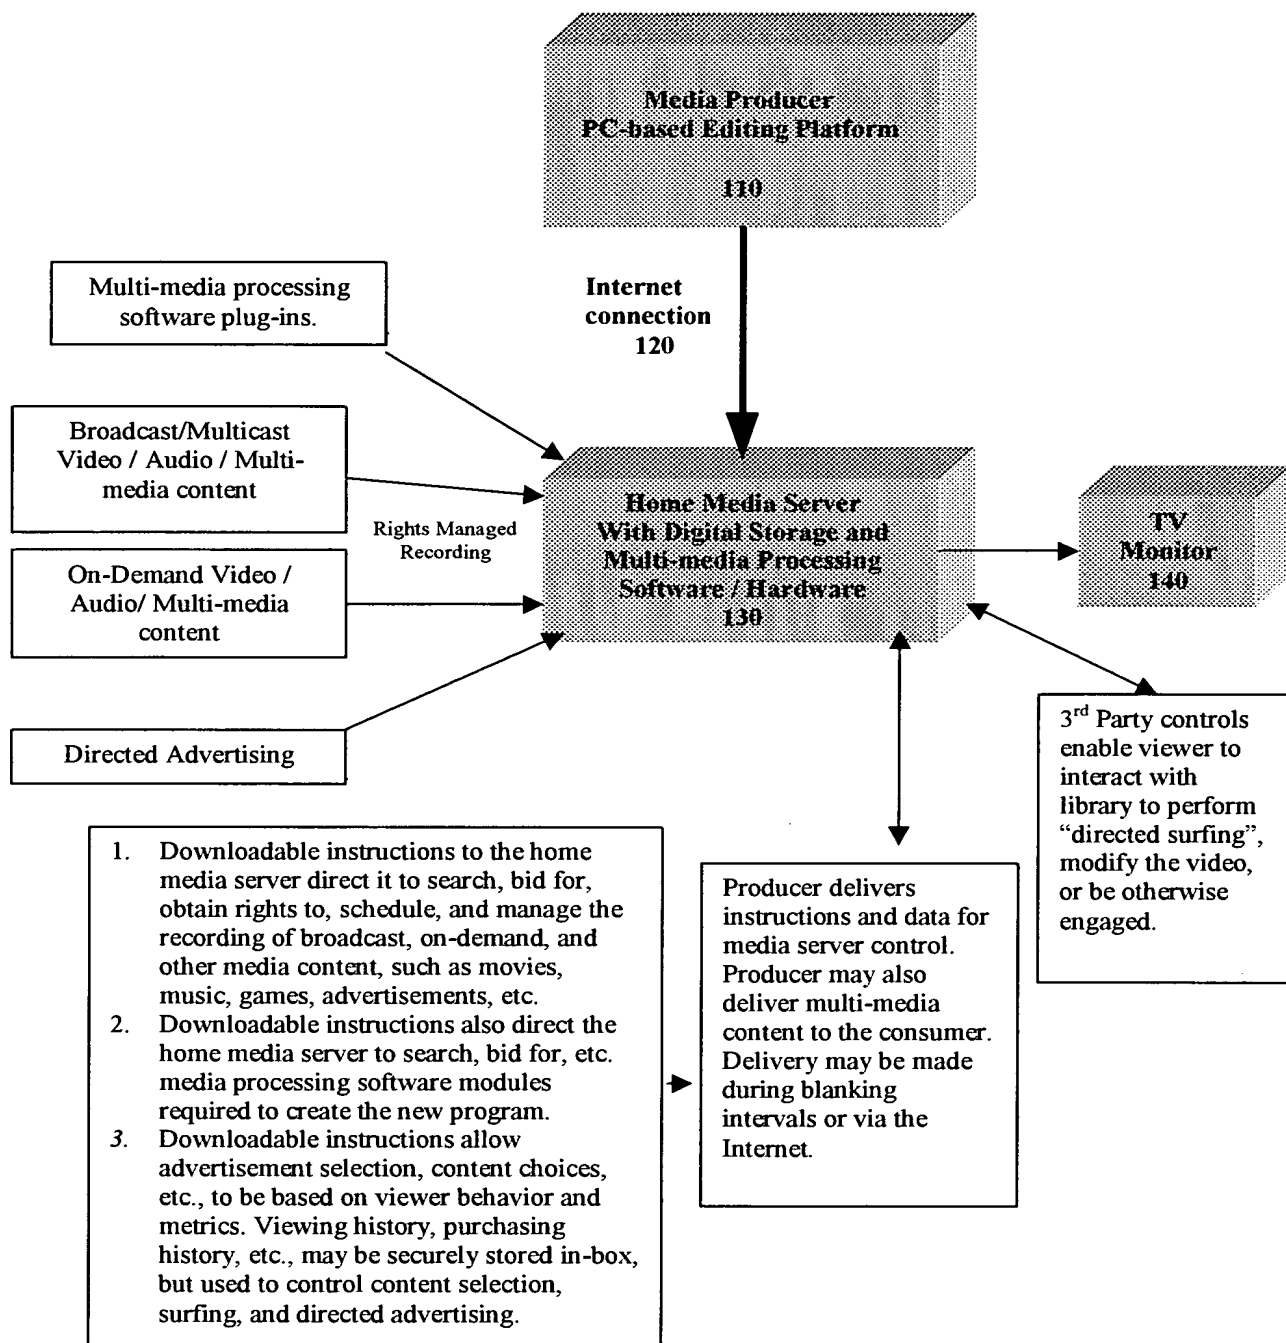 Media Producer
PC-based Editing Platform
110
Internet
connection
120
Multi-media processing
software plug-ins.
Broadcast/Multicast
Video / Audio / Multi-
media content
Rights Managed
Recording
On-Demand Video /
Audio/ Multi-media
content
Directed Advertising
Home Media Server
With Digital Storage and
Multi-media Processing
Software / Hardware
130
TV
Monitor
140
3rd Party controls
enable viewer to
interact with
library to perform
“directed surfing”,
modify the video,
or be otherwise
engaged.
1. Downloadable instructions to the home
media server direct it to search, bid for,
obtain rights to, schedule, and manage the
recording of broadcast, on-demand, and
other media content, such as movies,
music, games, advertisements, etc.
2. Downloadable instructions also direct the
home media server to search, bid for, etc.
media processing software modules
required to create the new program.
3. Downloadable instructions allow
advertisement selection, content choices,
etc., to be based on viewer behavior and
metrics. Viewing history, purchasing
history, etc., may be securely stored in-box,
but used to control content selection,
surfing, and directed advertising.
Producer delivers
instructions and data for
media server control.
Producer may also
deliver multi-media
content to the consumer.
Delivery may be made
during blanking
intervals or via the
Internet.